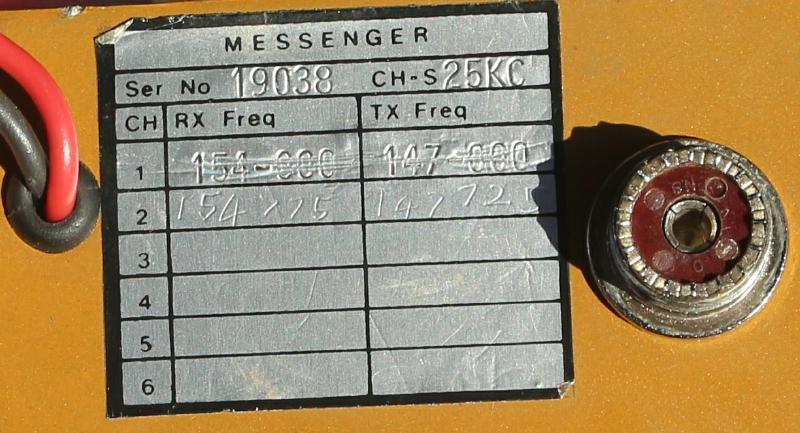 MESSENGER
Ser No 19038 CH-S 25KC
CH RX Freq TX Freq
1 154-000 147-000
2 154 775 147 725
3
4
5
6